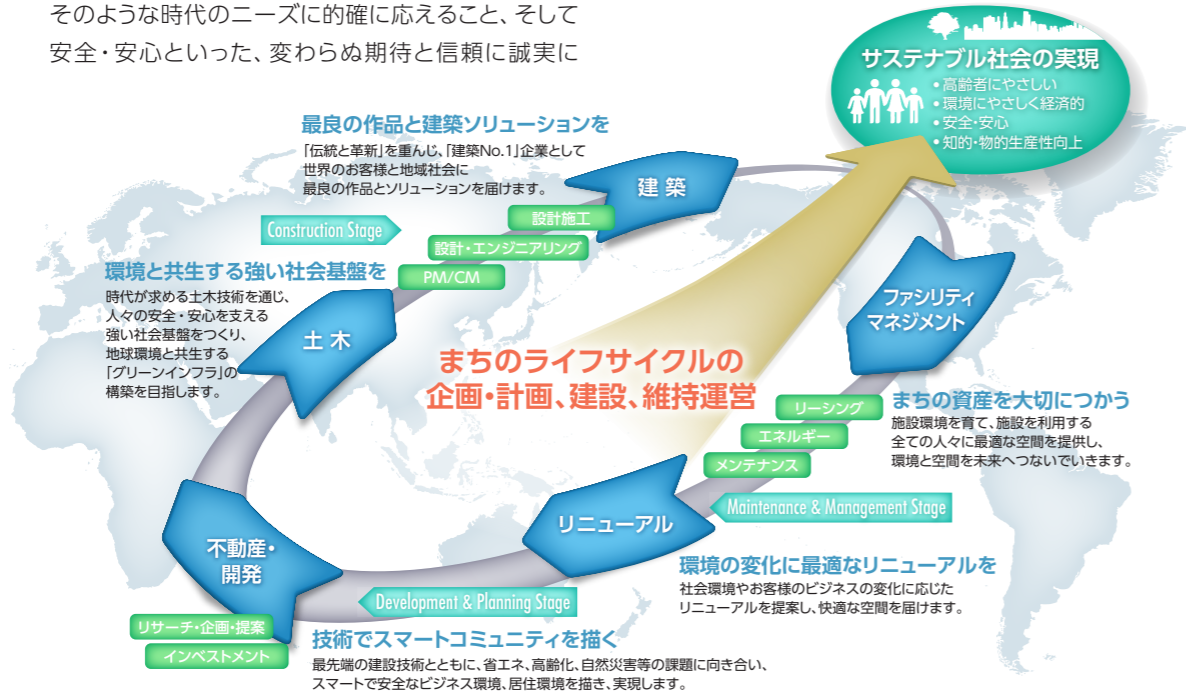 そのような時代のニーズに的確に応えること、そして
安全・安心といった、変わらぬ期待と信頼に誠実に
サステナブル社会の実現
• 高齢者にやさしい
• 環境にやさしく経済的
• 安全・安心
• 知的・物的生産性向上
最良の作品と建築ソリューションを
「伝統と革新」を重んじ、「建築No.1」企業として
世界のお客様と地域社会に
最良の作品とソリューションを届けます。
建 築
設計施工
Construction Stage
設計・エンジニアリング
PM/CM
環境と共生する強い社会基盤を
時代が求める土木技術を通じ、
人々の安全・安心を支える
強い社会基盤をつくり、
地球環境と共生する
「グリーンインフラ」の
構築を目指します。
土 木
ファシリティ
マネジメント
まちのライフサイクルの
企画・計画、建設、維持運営
リーシング
エネルギー
メンテナンス
まちの資産を大切につかう
施設環境を育て、施設を利用する
全ての人々に最適な空間を提供し、
環境と空間を未来へつないでいきます。
Maintenance & Management Stage
リニューアル
環境の変化に最適なリニューアルを
社会環境やお客様のビジネスの変化に応じた
リニューアルを提案し、快適な空間を届けます。
不動産・
開発
Development & Planning Stage
リサーチ・企画・提案
インベストメント
技術でスマートコミュニティを描く
最先端の建設技術とともに、省エネ、高齢化、自然災害等の課題に向き合い、
スマートで安全なビジネス環境、居住環境を描き、実現します。